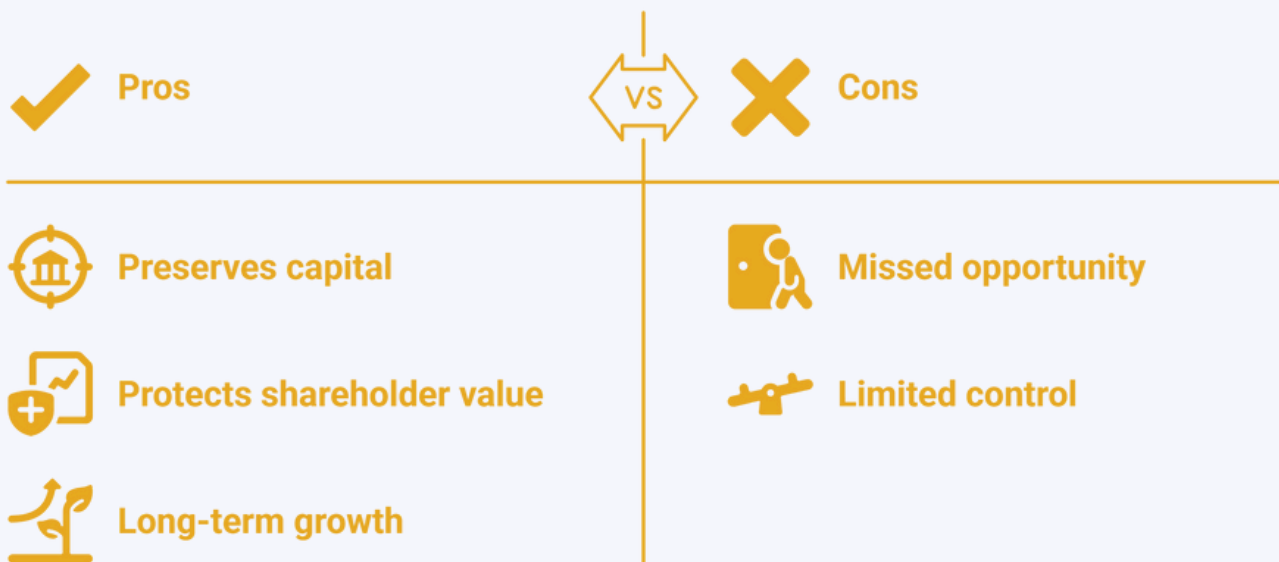 Pros
VS
Cons
Preserves capital
Missed opportunity
Protects shareholder value
Limited control
Long-term growth